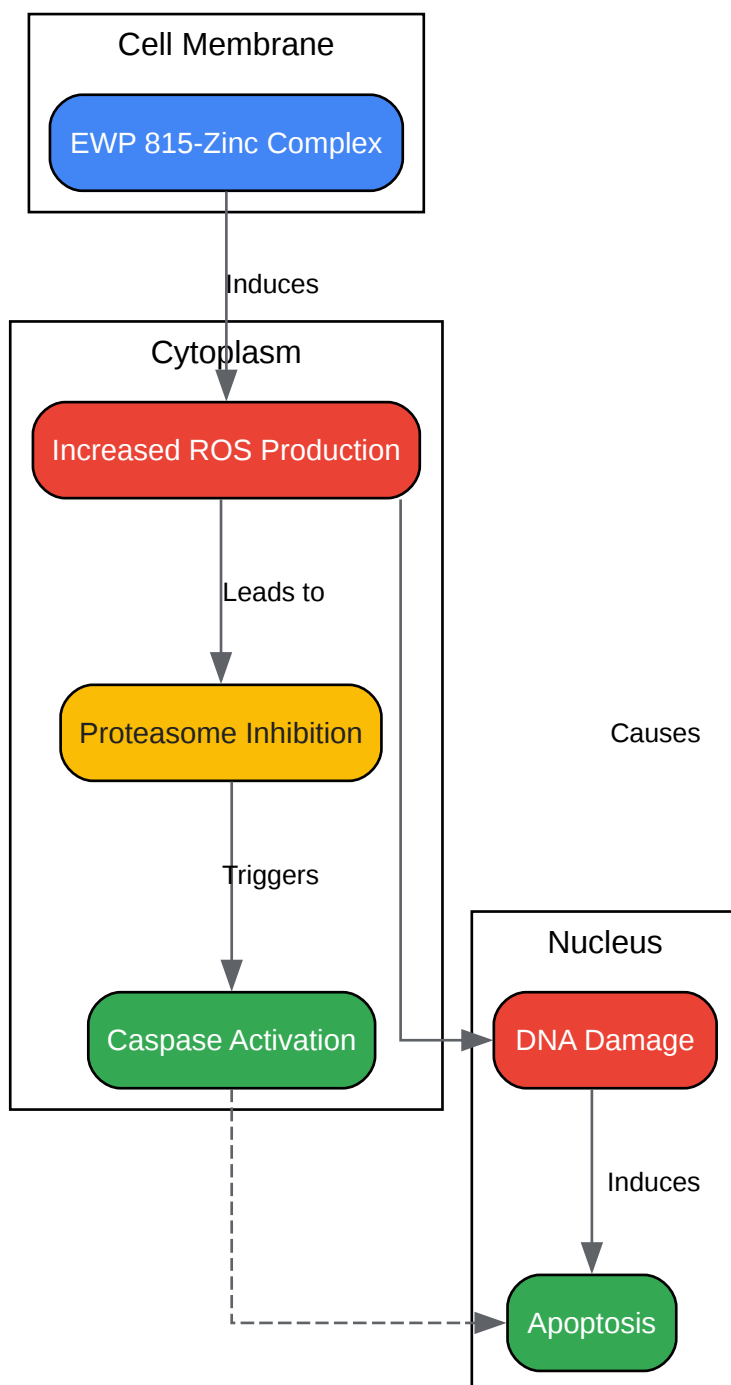 Cell Membrane
EWP 815-Zinc Complex
Induces
Cytoplasm
Increased ROS Production
Leads to
Proteasome Inhibition
Causes
Triggers
Nucleus
Caspase Activation
DNA Damage
Induces
Apoptosis